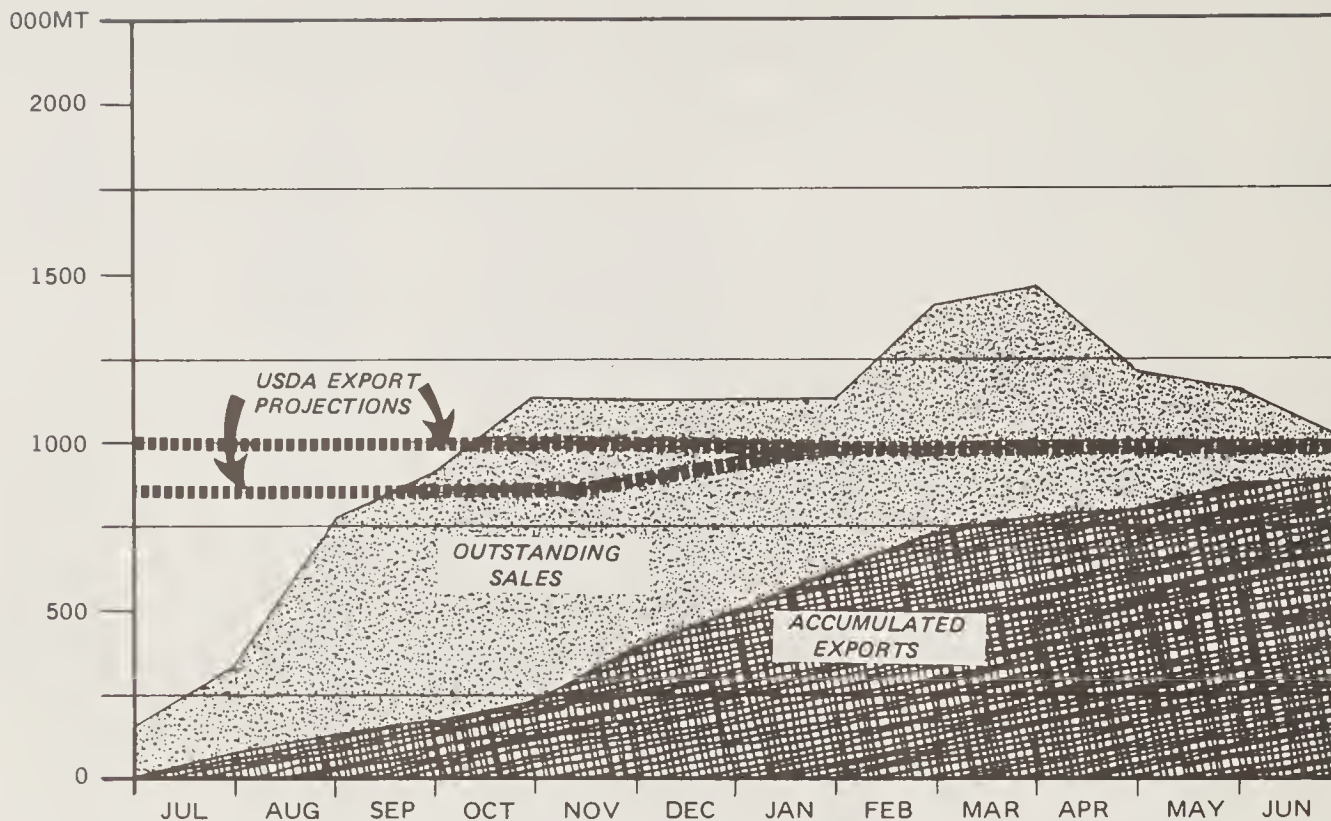 000MT
2000
1500
USDA EXPORT
PROJECTIONS
1000
OUTSTANDING
SALES
500
ACCUMULATED
EXPORTS
0
JUL AUG SEP OCT NOV DEC JAN FEB MAR APR MAY JUN